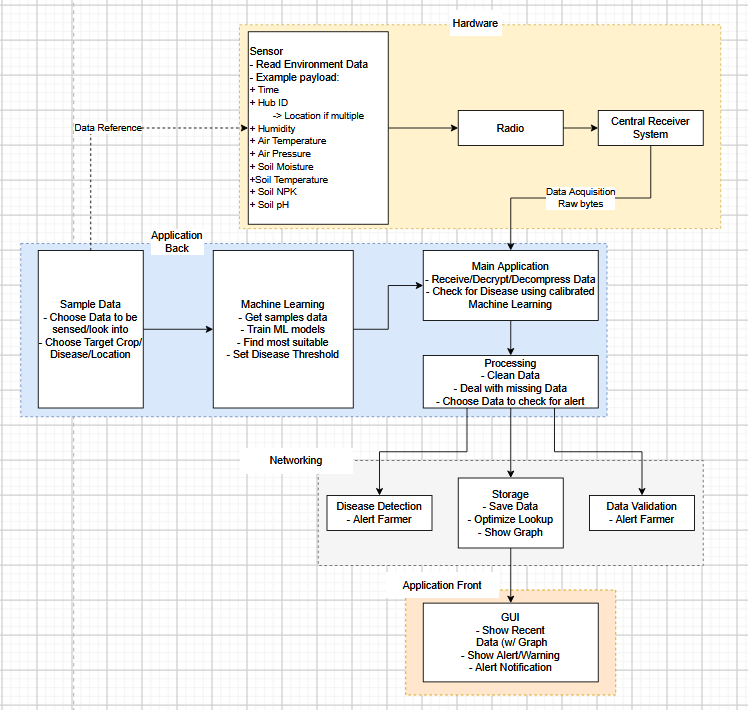 Hardware
Sensor
- Read Environment Data
- Example payload:
+ Time
+ Hub ID
-> Location if multiple
+ Humidity
+ Air Temperature
+ Air Pressure
+ Soil Moisture
+Soil Temperature
+ Soil NPK
+ Soil pH
Radio
Central Receiver
System
Data Reference
Data Acquisition
Raw bytes
Application
Back
Sample Data
- Choose Data to be
sensed/look into
- Choose Target Crop/
Disease/Location
Machine Learning
- Get samples data
- Train ML models
- Find most suitable
- Set Disease Threshold
Main Application
- Receive/Decrypt/Decompress Data
- Check for Disease using calibrated
Machine Learning
Processing
- Clean Data
- Deal with missing Data
- Choose Data to check for alert
Networking
Disease Detection
- Alert Farmer
Storage
- Save Data
- Optimize Lookup
- Show Graph
Data Validation
- Alert Farmer
Application Front
GUI
- Show Recent
Data (w/ Graph
- Show Alert/Warning
- Alert Notification